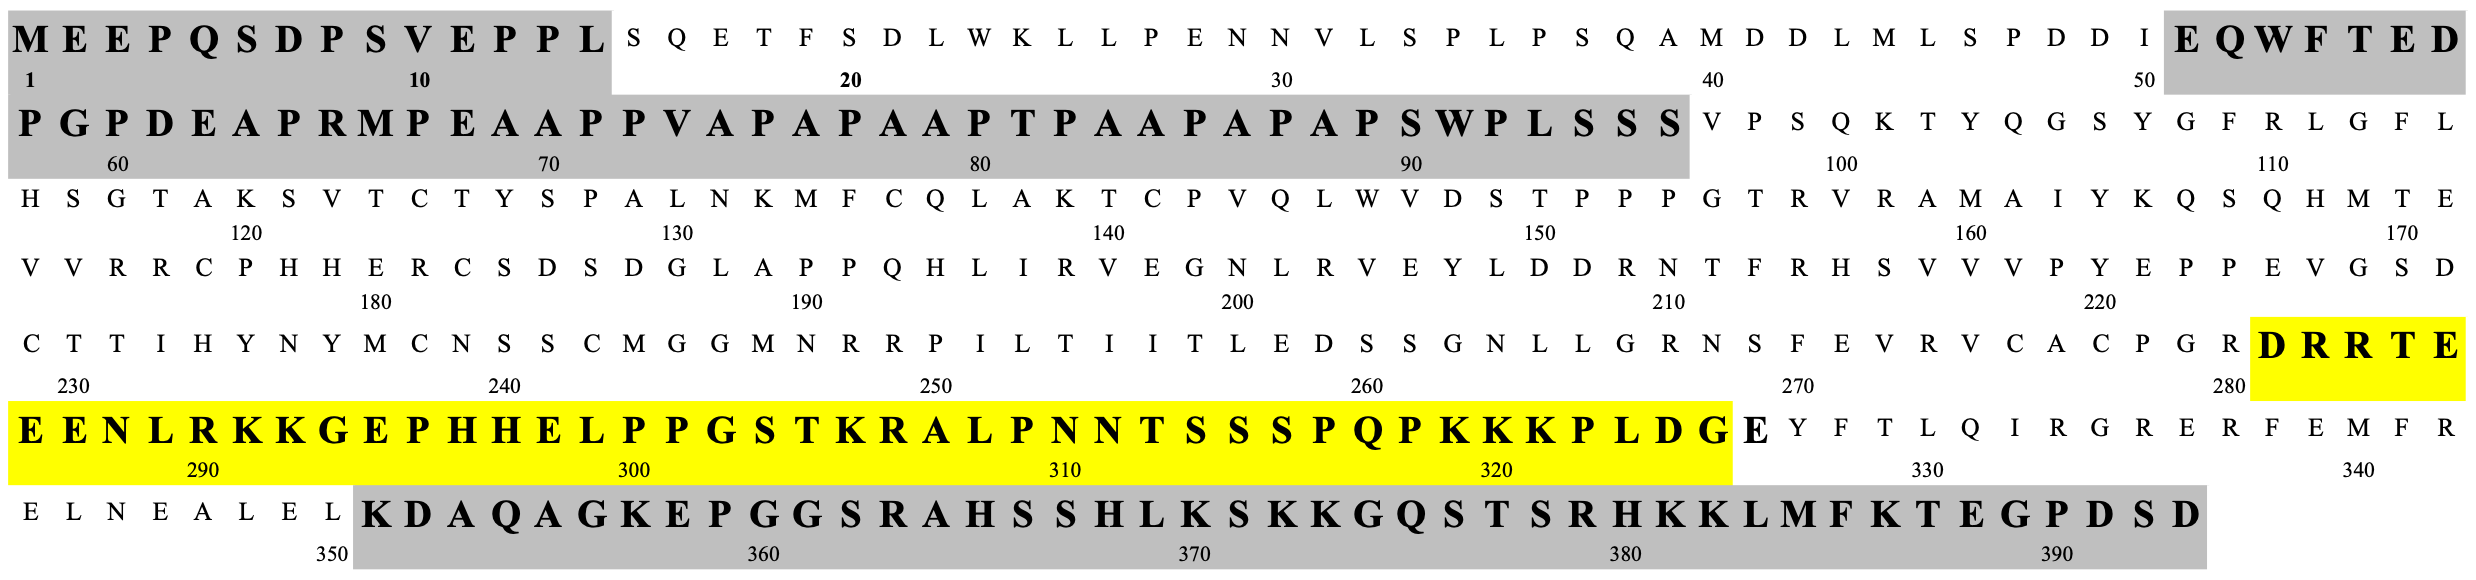 M E E P Q S D P S V E P P L S Q E T F S D L W K L L P E N N V L S P L P S Q A M D D L M L S P D D I E Q W F T E D
1 10 20 30 40 50
P G P D E A P R M P E A A P P V A P A P A A P T P A A P A P A P S W P L S S S V P S Q K T Y Q G S Y G F R L G F L
60 70 80 90 100 110
H S G T A K S V T C T Y S P A L N K M F C Q L A K T C P V Q L W V D S T P P P G T R V R A M A I Y K Q S Q H M T E
120 130 140 150 160 170
V V R R C P H H E R C S D S D G L A P P Q H L I R V E G N L R V E Y L D D R N T F R H S V V V P Y E P P E V G S D
180 190 200 210 220
C T T I H Y N Y M C N S S C M G G M N R R P I L T I I T L E D S S G N L L G R N S F E V R V C A C P G R D R R T E
230 240 250 260 270 280
E E N L R K K G E P H H E L P P G S T K R A L P N N T S S S P Q P K K K P L D G E Y F T L Q I R G R E R F E M F R
290 300 310 320 330 340
E L N E A L E L K D A Q A G K E P G G S R A H S S H L K S K K G Q S T S R H K K L M F K T E G P D S D
350 360 370 380 390